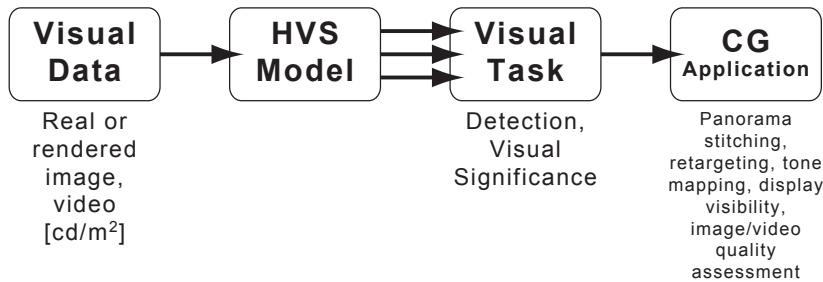 Visual
Data
HVS
Model
Visual
Task
CG
Application
Real or
rendered
image,
video
[cd/m²]
Detection,
Visual
Significance
Panorama
stitching,
retargeting, tone
mapping, display
visibility,
image/video
quality
assessment